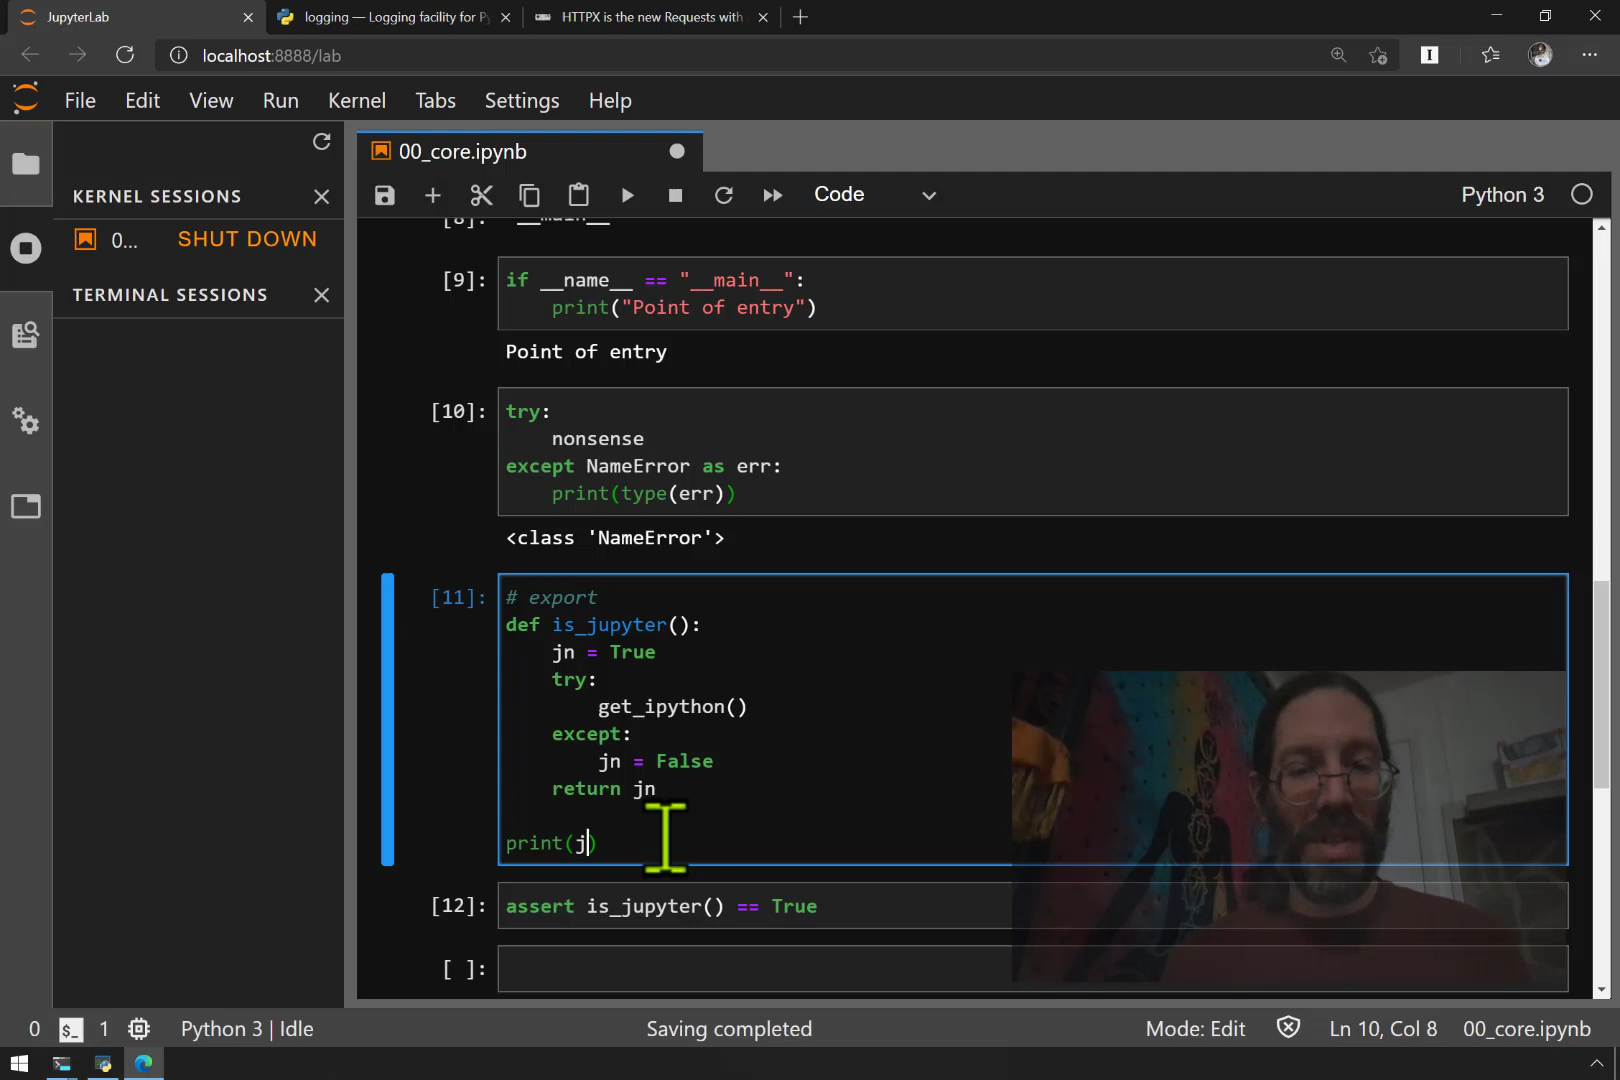 JupyterLab
logging — Logging facility for Py
HTTPX is the new Requests with
localhost:8888/lab
File Edit View Run Kernel Tabs Settings Help
00_core.ipynb
KERNEL SESSIONS
0... SHUT DOWN
TERMINAL SESSIONS
Code
Python 3
[8]: __main__
[9]: if __name__ == "__main__":
print("Point of entry")
Point of entry
[10]: try:
nonsense
except NameError as err:
print(type(err))
<class 'NameError'>
[11]: # export
def is_jupyter():
jn = True
try:
get_ipython()
except:
jn = False
return jn
print(j)
[12]: assert is_jupyter() == True
[ ]:
0 $_ 1 Python 3 | Idle Saving completed Mode: Edit Ln 10, Col 8 00_core.ipynb